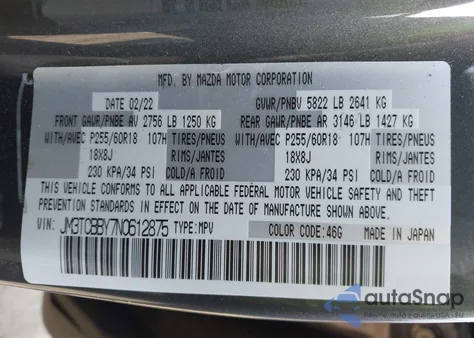 MFD. BY MAZDA MOTOR CORPORATION
DATE 02/22 GVWR/PNBV 5822 LB 2641 KG
FRONT GAWR/PNBE AV 2756 LB 1250 KG REAR GAWR/PNBE AR 3146 LB 1427 KG
WITH/AVEC P255/60R18 107H TIRES/PNEUS WITH/AVEC P255/60R18 107H TIRES/PNEUS
18X8J RIMS/JANTES 18X8J RIMS/JANTES
230 KPA/34 PSI 230 KPA/34 PSI
THIS VEHICLE CONFORMS TO ALL APPLICABLE FEDERAL MOTOR VEHICLE SAFETY AND THEFT
PREVENTION STANDARDS IN EFFECT ON THE DATE OF MANUFACTURE SHOWN ABOVE.
VIN: JM3TCBBY7N0612875 TYPE:MPV COLOR CODE:46G MADE IN JAPAN
autoSnap